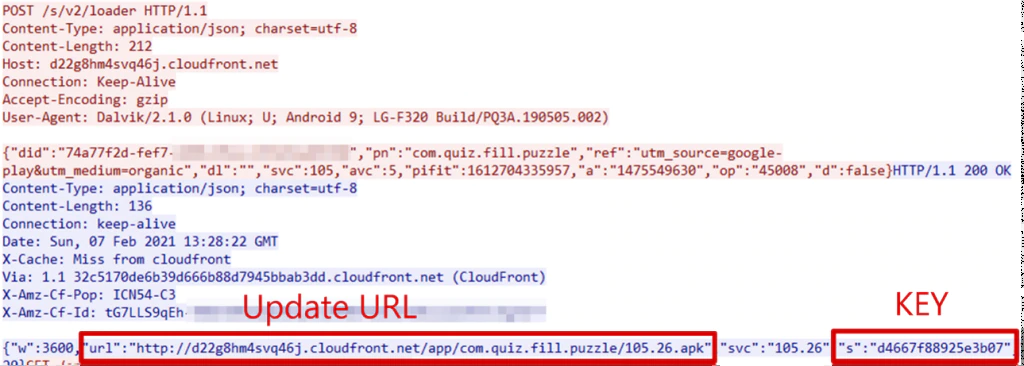 POST /s/v2/loader HTTP/1.1
Content-Type: application/json; charset=utf-8
Content-Length: 212
Host: d22g8hm4svq46j.cloudfront.net
Connection: Keep-Alive
Accept-Encoding: gzip
User-Agent: Dalvik/2.1.0 (Linux; U; Android 9; LG-F320 Build/PQ3A.190505.002)
{"did":"74a77f2d-fef7- ","pn":"com.quiz.fill.puzzle","ref":"utm_source=google-
play&utm_medium=organic","dl":"","svc":105,"avc":5,"pifit":1612704335957,"a":"1475549630","op":"45008","d":false}HTTP/1.1 200 OK
Content-Type: application/json; charset=utf-8
Content-Length: 136
Connection: keep-alive
Date: Sun, 07 Feb 2021 13:28:22 GMT
X-Cache: Miss from cloudfront
Via: 1.1 32c5170de6b39d666b88d7945bbab3dd.cloudfront.net (CloudFront)
X-Amz-Cf-Pop: ICN54-C3
X-Amz-Cf-Id: tG7LLS9qEh-
Update URL
KEY
{"w":3600,"url":"http://d22g8hm4svq46j.cloudfront.net/app/com.quiz.fill.puzzle/105.26.apk","svc":"105.26","s":"d4667f88925e3b07"